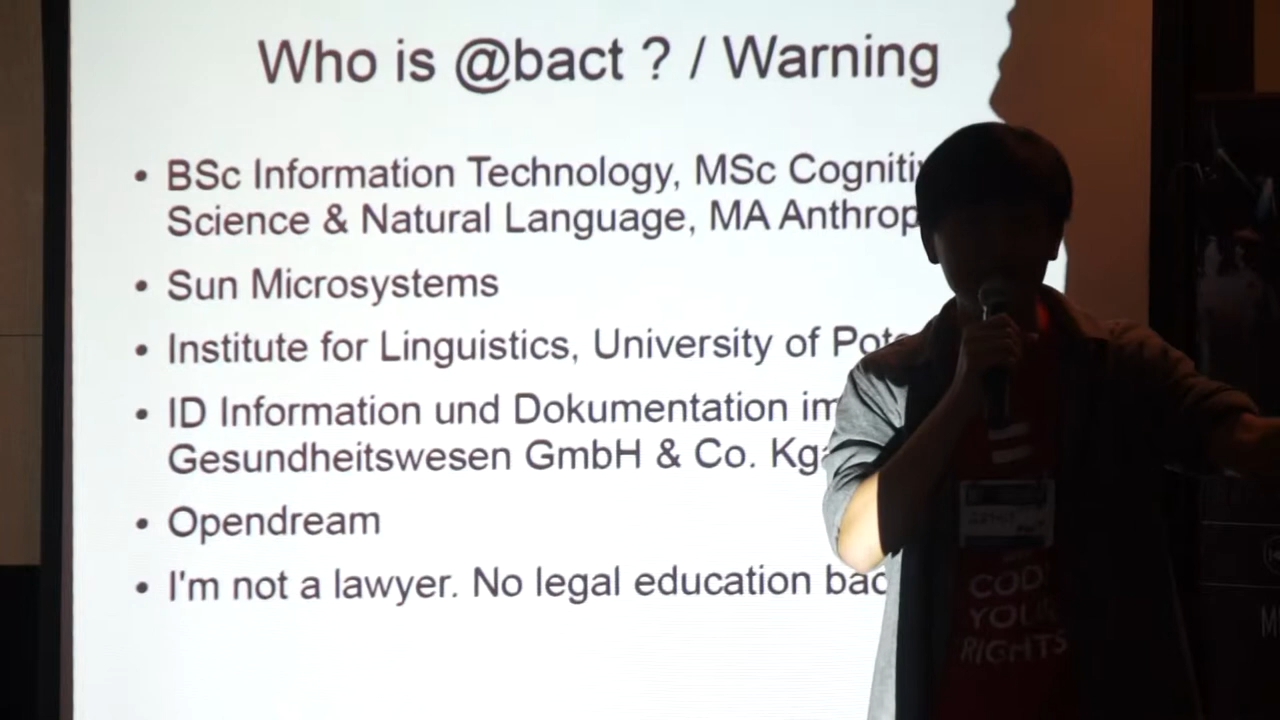 Who is @bact ? / Warning
• BSc Information Technology, MSc Cogniti
Science & Natural Language, MA Anthrop
• Sun Microsystems
• Institute for Linguistics, University of Pot
• ID Information und Dokumentation im
Gesundheitswesen GmbH & Co. Kg
• Opendream
• I'm not a lawyer. No legal education bac
COD
YOUR
RIGHTS